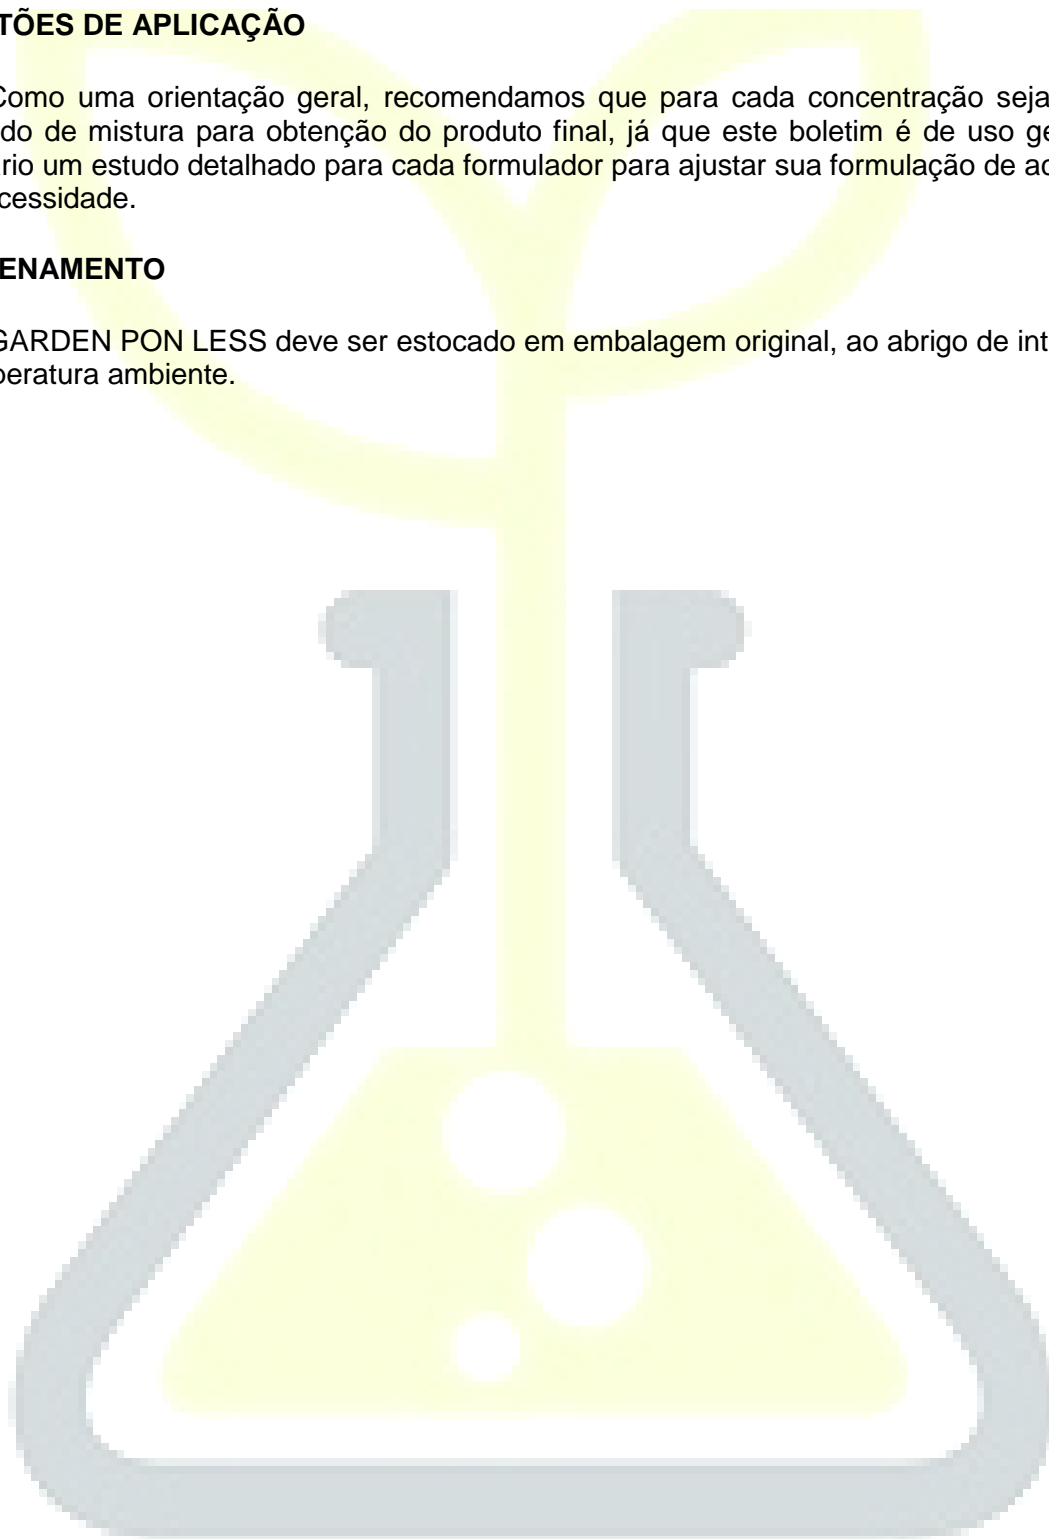 TÕES DE APLICAÇÃO
Como uma orientação geral, recomendamos que para cada concentração seja
do de mistura para obtenção do produto final, já que este boletim é de uso ge
rio um estudo detalhado para cada formulador para ajustar sua formulação de ac
cessidade.
ENAMENTO
GARDEN PON LESS deve ser estocado em embalagem original, ao abrigo de int
peratura ambiente.